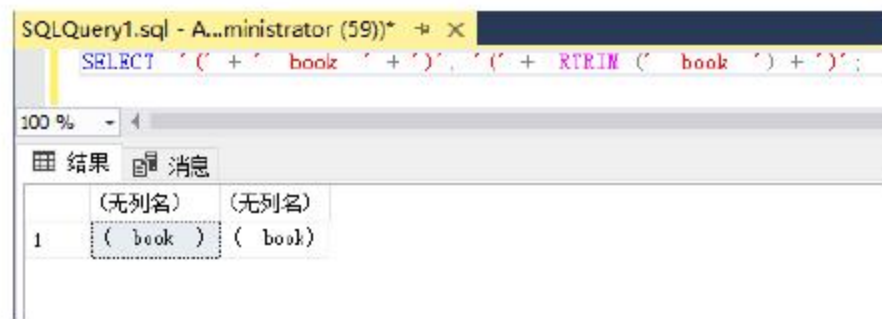 SQLQuery1.sql - A...ministrator (59))*
SELECT '(' + '  book  ' + ')', '(' +  RTRIM ('  book  ') + ')';
100 %
结果 消息
(无列名) (无列名)
1 (  book  ) (  book)